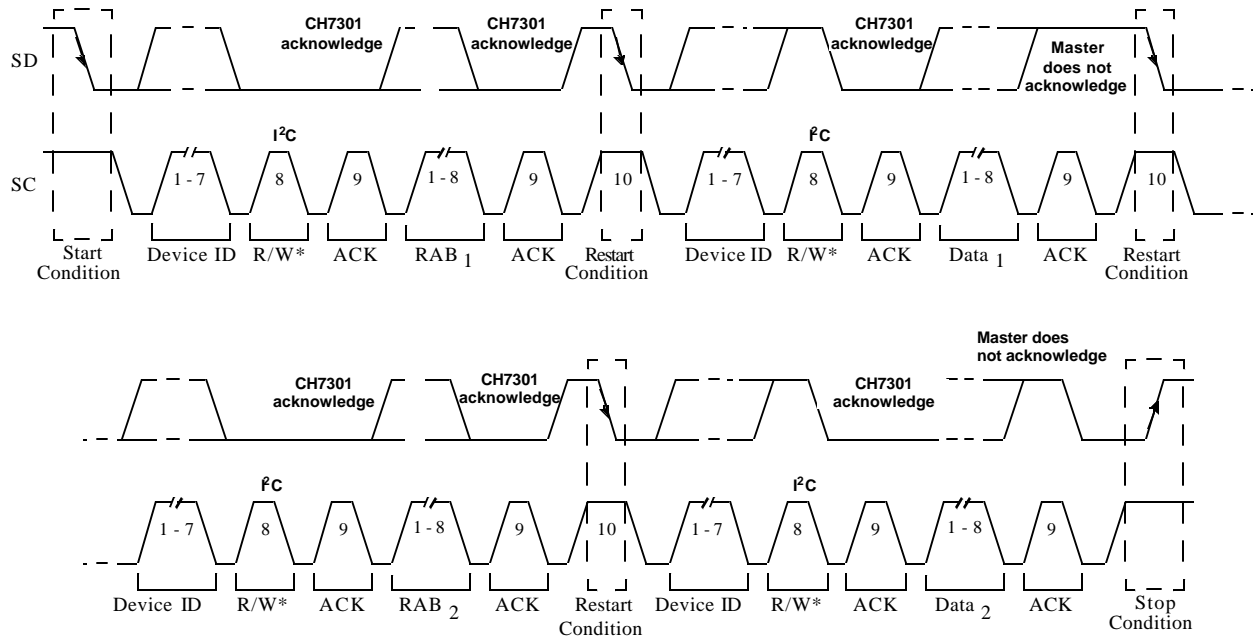 CH7301 acknowledge
CH7301 acknowledge
CH7301 acknowledge
Master does not acknowledge
SD
I²C
I²C
SC
1 - 7 8 9 1 - 8 9 10 1 - 7 8 9 1 - 8 9 10
Start Condition
Device ID R/W* ACK RAB 1 ACK Restart Condition Device ID R/W* ACK Data 1 ACK Restart Condition
CH7301 acknowledge
CH7301 acknowledge
CH7301 acknowledge
Master does not acknowledge
I²C
I²C
1 - 7 8 9 1 - 8 9 10 1 - 7 8 9 1 - 8 9
Device ID R/W* ACK RAB 2 ACK Restart Condition Device ID R/W* ACK Data 2 ACK Stop Condition